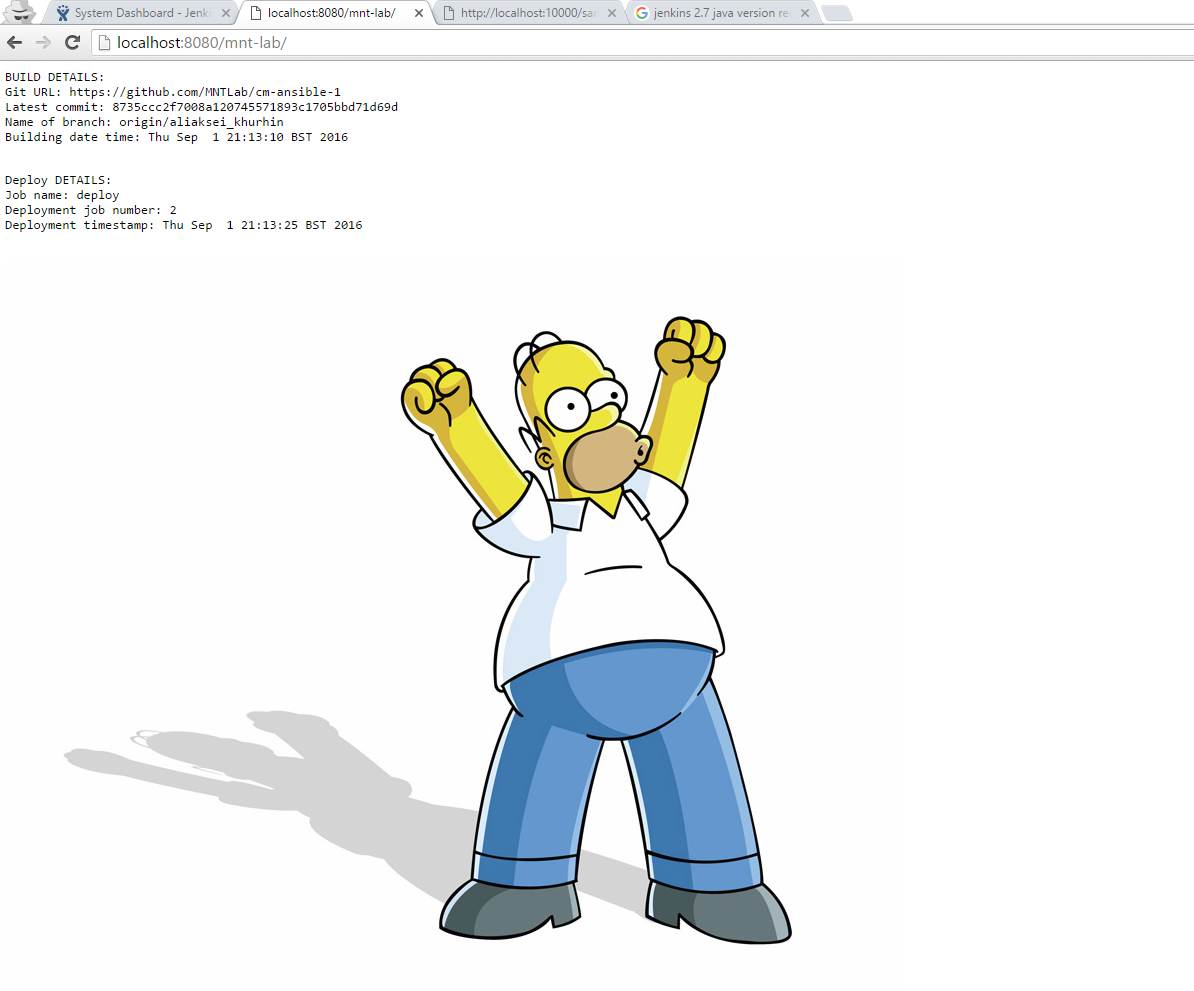 System Dashboard - Jenki
localhost:8080/mnt-lab/
http://localhost:10000/sam
jenkins 2.7 java version re
localhost:8080/mnt-lab/
BUILD DETAILS:
Git URL: https://github.com/MNTLab/cm-ansible-1
Latest commit: 8735ccc2f7008a120745571893c1705bbd71d69d
Name of branch: origin/aliaksei_khurhin
Building date time: Thu Sep  1 21:13:10 BST 2016
Deploy DETAILS:
Job name: deploy
Deployment job number: 2
Deployment timestamp: Thu Sep  1 21:13:25 BST 2016